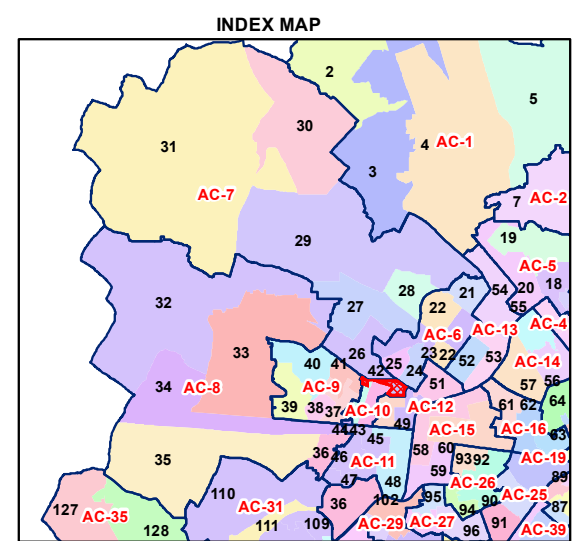 INDEX MAP
2
5
30
31
4 AC-1
3
AC-7
7 AC-2
19
29
AC-5
28
21
54
20
18
32
27
22
55
AC-6
AC-13
AC-4
33
26
25
23
22
52
53
AC-14
40
41
42
24
34
AC-8
AC-9
51
57
56
39
38
37
AC-10
AC-12
61
62
64
44
43
49
AC-15
AC-16
63
35
36
46
45
58
60
AC-11
93
92
AC-19
47
48
59
AC-26
89
110
AC-31
36
102
95
90
AC-25
127
AC-35
94
87
128
111
109
AC-29
AC-27
96
91
AC-39